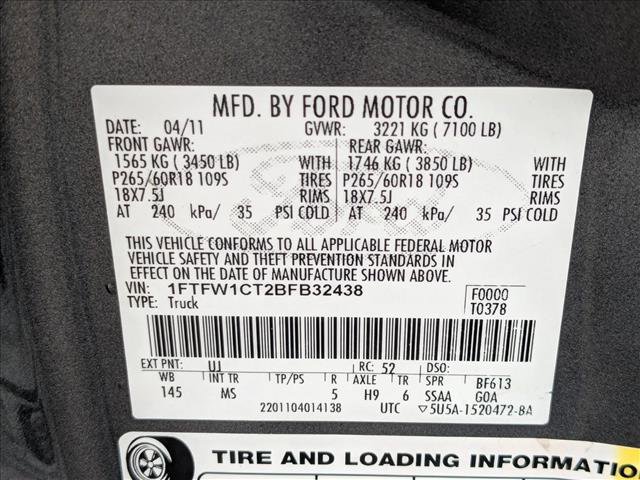 MFD. BY FORD MOTOR CO.
DATE: 04/11 GVWR: 3221 KG ( 7100 LB)
FRONT GAWR: REAR GAWR:
1565 KG ( 3450 LB) WITH 1746 KG ( 3850 LB) WITH
P265/60R18 109S TIRES P265/60R18 109S TIRES
18X7.5J RIMS 18X7.5J RIMS
AT 240 kPa/ 35 PSI COLD AT 240 kPa/ 35 PSI COLD
THIS VEHICLE CONFORMS TO ALL APPLICABLE FEDERAL MOTOR
VEHICLE SAFETY AND THEFT PREVENTION STANDARDS IN
EFFECT ON THE DATE OF MANUFACTURE SHOWN ABOVE.
VIN: 1FTFW1CT2BFB32438 F0000
TYPE: Truck T0378
EXT PNT: UJ RC: 52 DSO:
WB INT TR TP/PS R AXLE TR SPR BF613
145 MS 5 H9 6 SSAA GOA
2201104014138 UTC ▽5U5A-1520472-BA
TIRE AND LOADING INFORMATION